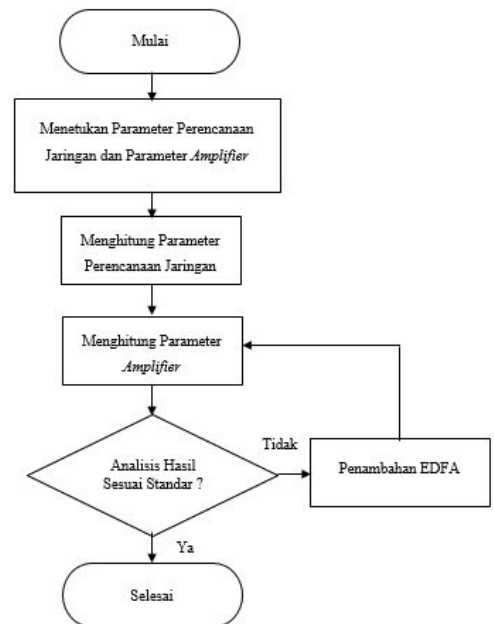 Mulai
Menetukan Parameter Perencanaan
Jaringan dan Parameter Amplifier
Menghitung Parameter
Perencanaan Jaringan
Menghitung Parameter
Amplifier
Analisis Hasil
Sesuai Standar ?
Tidak
Penambahan EDFA
Ya
Selesai